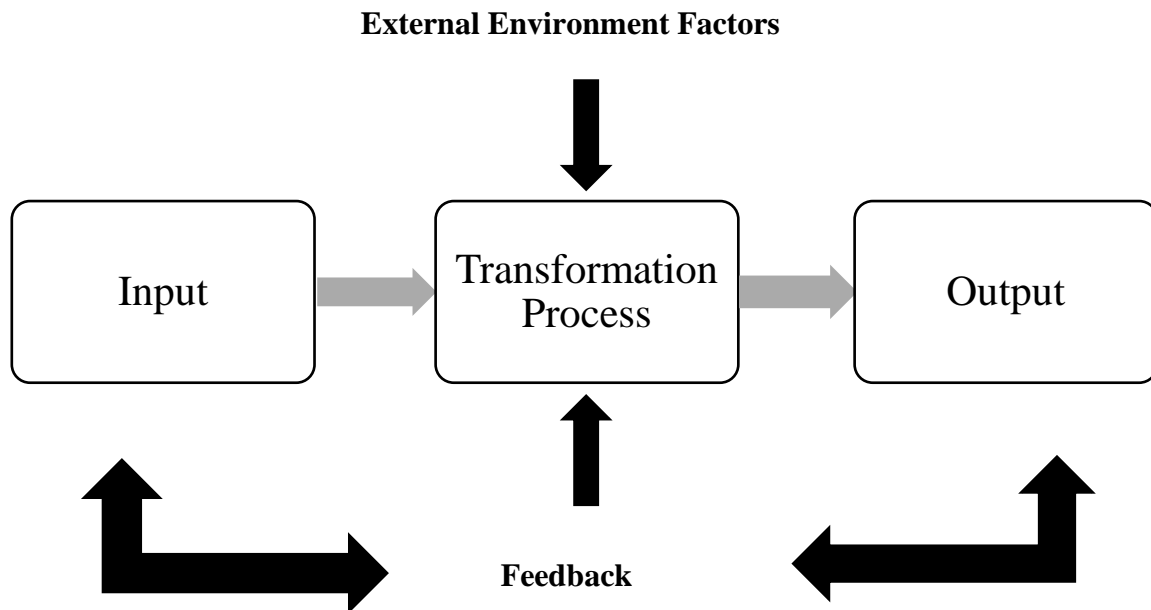 External Environment Factors
Input
Transformation
Process
Output
Feedback